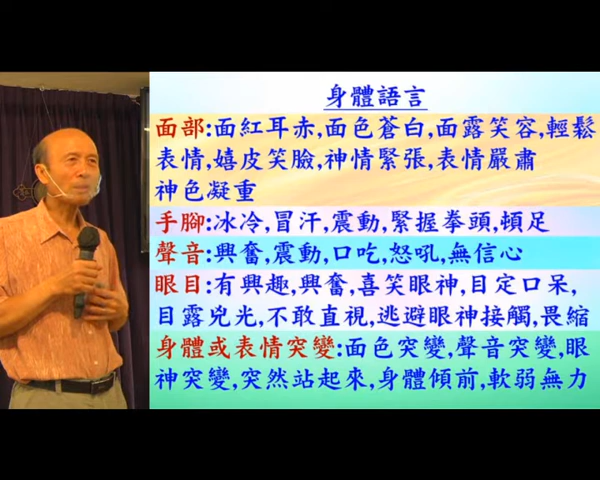 身體語言
面部:面紅耳赤,面色蒼白,面露笑容,輕鬆
表情,嬉皮笑臉,神情緊張,表情嚴肅
神色凝重
手腳:冰冷,冒汗,震動,緊握拳頭,頓足
聲音:興奮,震動,口吃,怒吼,無信心
眼目:有興趣,興奮,喜笑眼神,目定口呆,
目露兇光,不敢直視,逃避眼神接觸,畏縮
身體或表情突變:面色突變,聲音突變,眼
神突變,突然站起來,身體傾前,軟弱無力